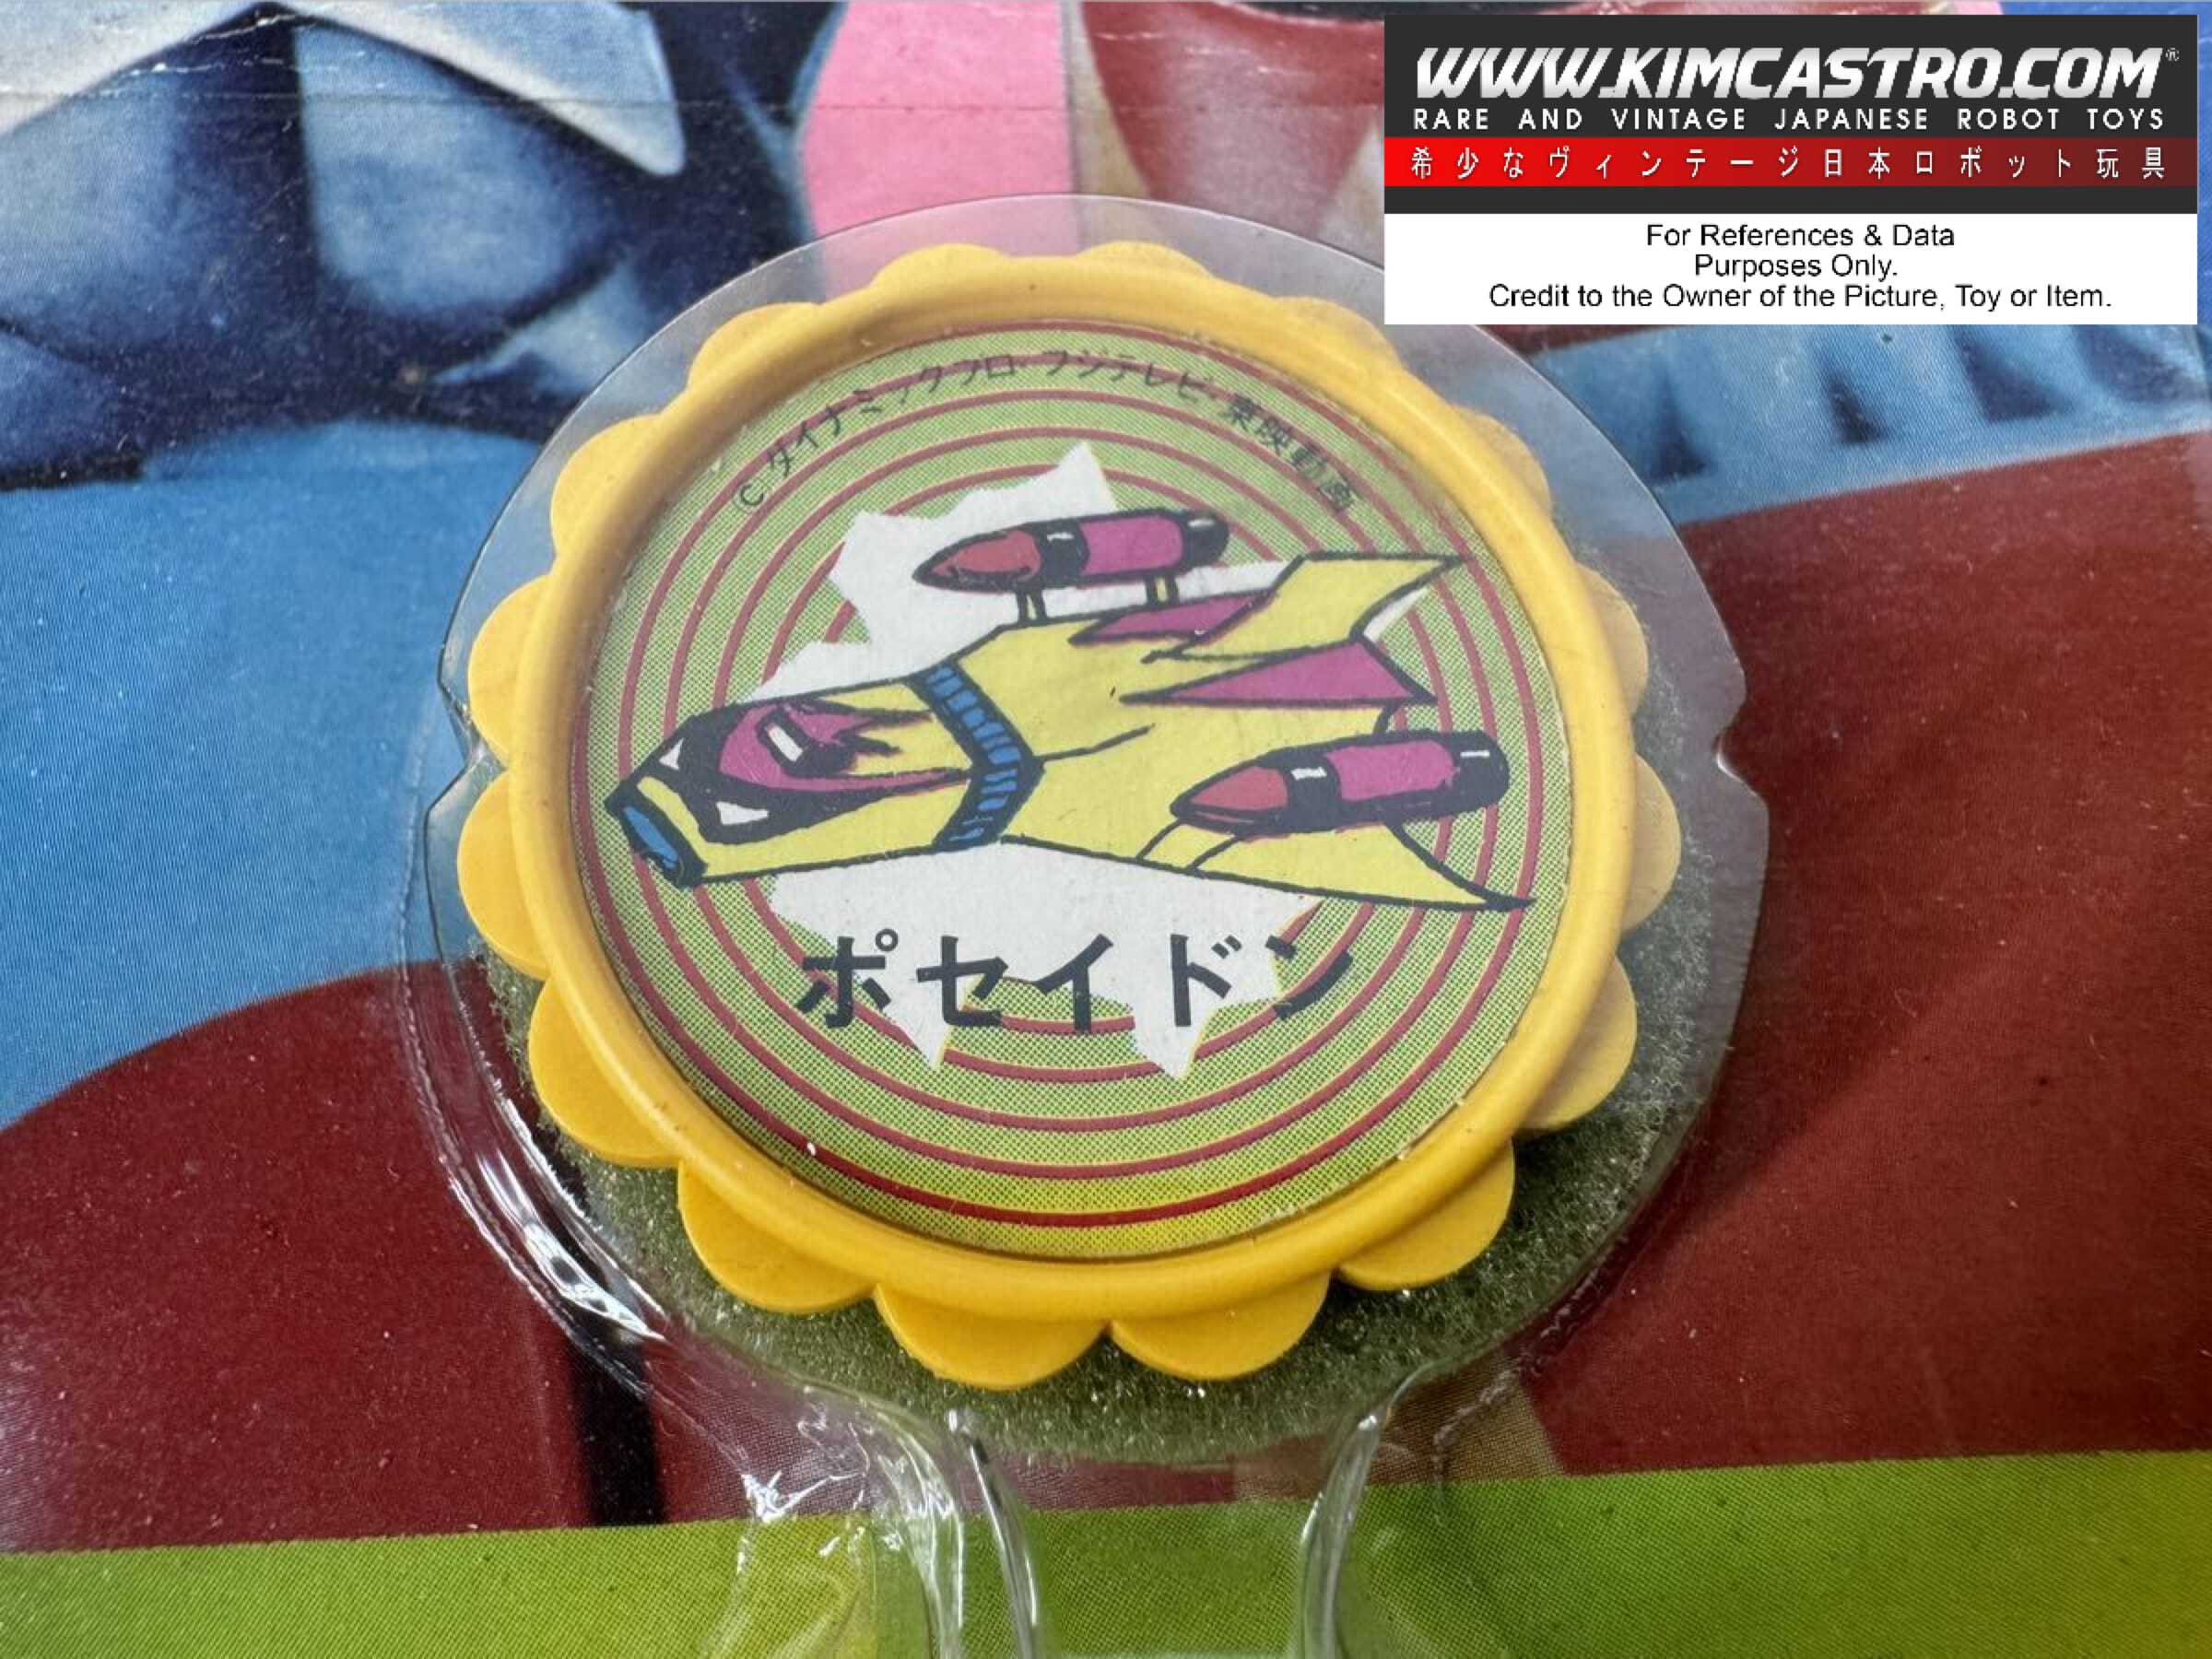 WWW.KIMCASTRO.COM®
RARE AND VINTAGE JAPANESE ROBOT TOYS
希少なヴィンテージ日本ロボット玩具
For References & Data
Purposes Only.
Credit to the Owner of the Picture, Toy or Item.
©ダイナミックプロ・フジテレビ・東映動画
ポセイドン